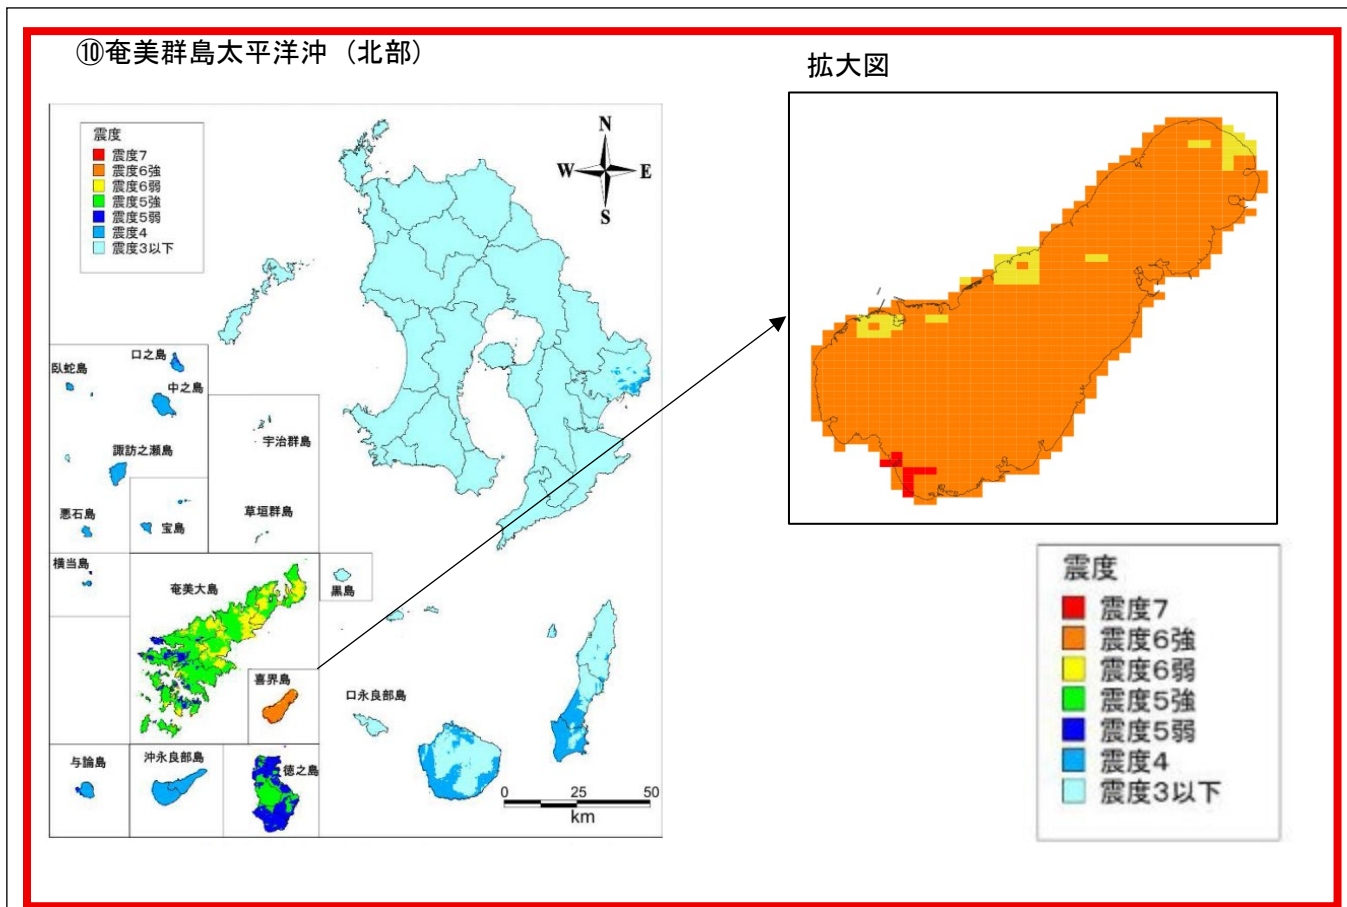 ⑩奄美群島太平洋沖（北部）
拡大図
震度
震度7
震度6強
震度6弱
震度5強
震度5弱
震度4
震度3以下
N
W
E
S
口之島
臥蛇島
中之島
宇治群島
諏訪之瀬島
悪石島
宝島
草垣群島
横当島
奄美大島
黒島
喜界島
口永良部島
与論島
沖永良部島
徳之島
0 25 50
km
震度
震度7
震度6強
震度6弱
震度5強
震度5弱
震度4
震度3以下